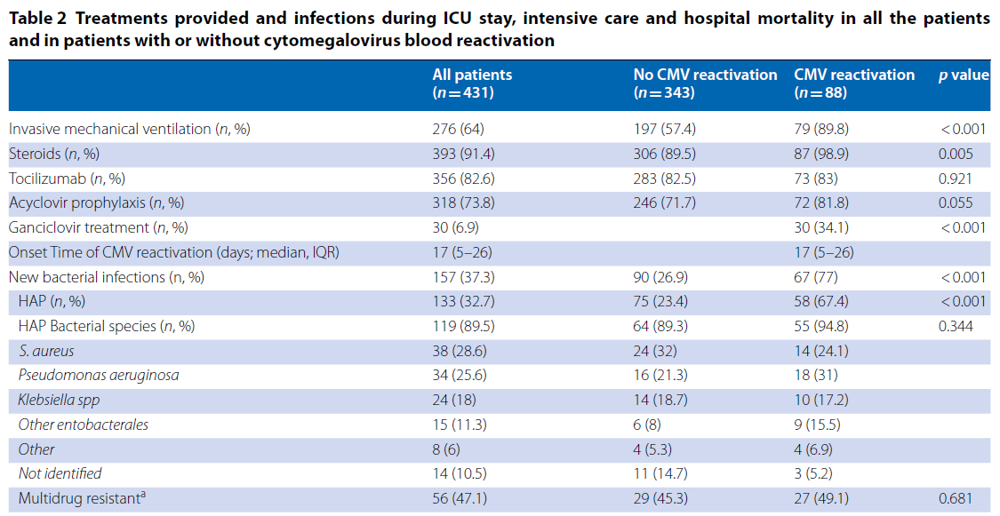 Table 2 Treatments provided and infections during ICU stay, intensive care and hospital mortality in all the patients
and in patients with or without cytomegalovirus blood reactivation
All patients No CMV reactivation CMV reactivation p value
(n=431) (n=343) (n=88)
Invasive mechanical ventilation (n, %) 276 (64) 197 (57.4) 79 (89.8) <0.001
Steroids (n, %) 393 (91.4) 306 (89.5) 87 (98.9) 0.005
Tocilizumab (n, %) 356 (82.6) 283 (82.5) 73 (83) 0.921
Acyclovir prophylaxis (n, %) 318 (73.8) 246 (71.7) 72 (81.8) 0.055
Ganciclovir treatment (n, %) 30 (6.9) 30 (34.1) <0.001
Onset Time of CMV reactivation (days; median, IQR) 17 (5–26) 17 (5–26)
New bacterial infections (n, %) 157 (37.3) 90 (26.9) 67 (77) <0.001
HAP (n, %) 133 (32.7) 75 (23.4) 58 (67.4) <0.001
HAP Bacterial species (n, %) 119 (89.5) 64 (89.3) 55 (94.8) 0.344
S. aureus 38 (28.6) 24 (32) 14 (24.1)
Pseudomonas aeruginosa 34 (25.6) 16 (21.3) 18 (31)
Klebsiella spp 24 (18) 14 (18.7) 10 (17.2)
Other entobacterales 15 (11.3) 6 (8) 9 (15.5)
Other 8 (6) 4 (5.3) 4 (6.9)
Not identified 14 (10.5) 11 (14.7) 3 (5.2)
Multidrug resistantª 56 (47.1) 29 (45.3) 27 (49.1) 0.681